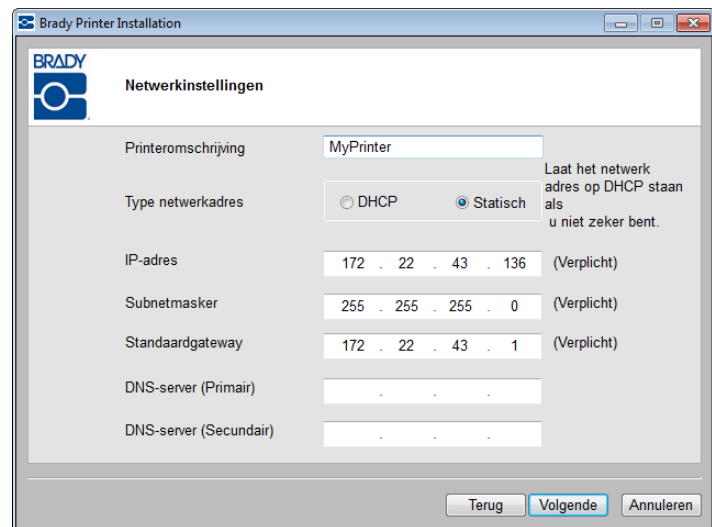 Brady Printer Installation
BRADY
Netwerkinstellingen
Printeromschrijving MyPrinter
Type netwerkadres DHCP Statisch
Laat het netwerk
adres op DHCP staan
als
u niet zeker bent.
IP-adres 172 . 22 . 43 . 136 (Verplicht)
Subnetmasker 255 . 255 . 255 . 0 (Verplicht)
Standaardgateway 172 . 22 . 43 . 1 (Verplicht)
DNS-server (Primair) . . .
DNS-server (Secundair) . . .
Terug Volgende Annuleren